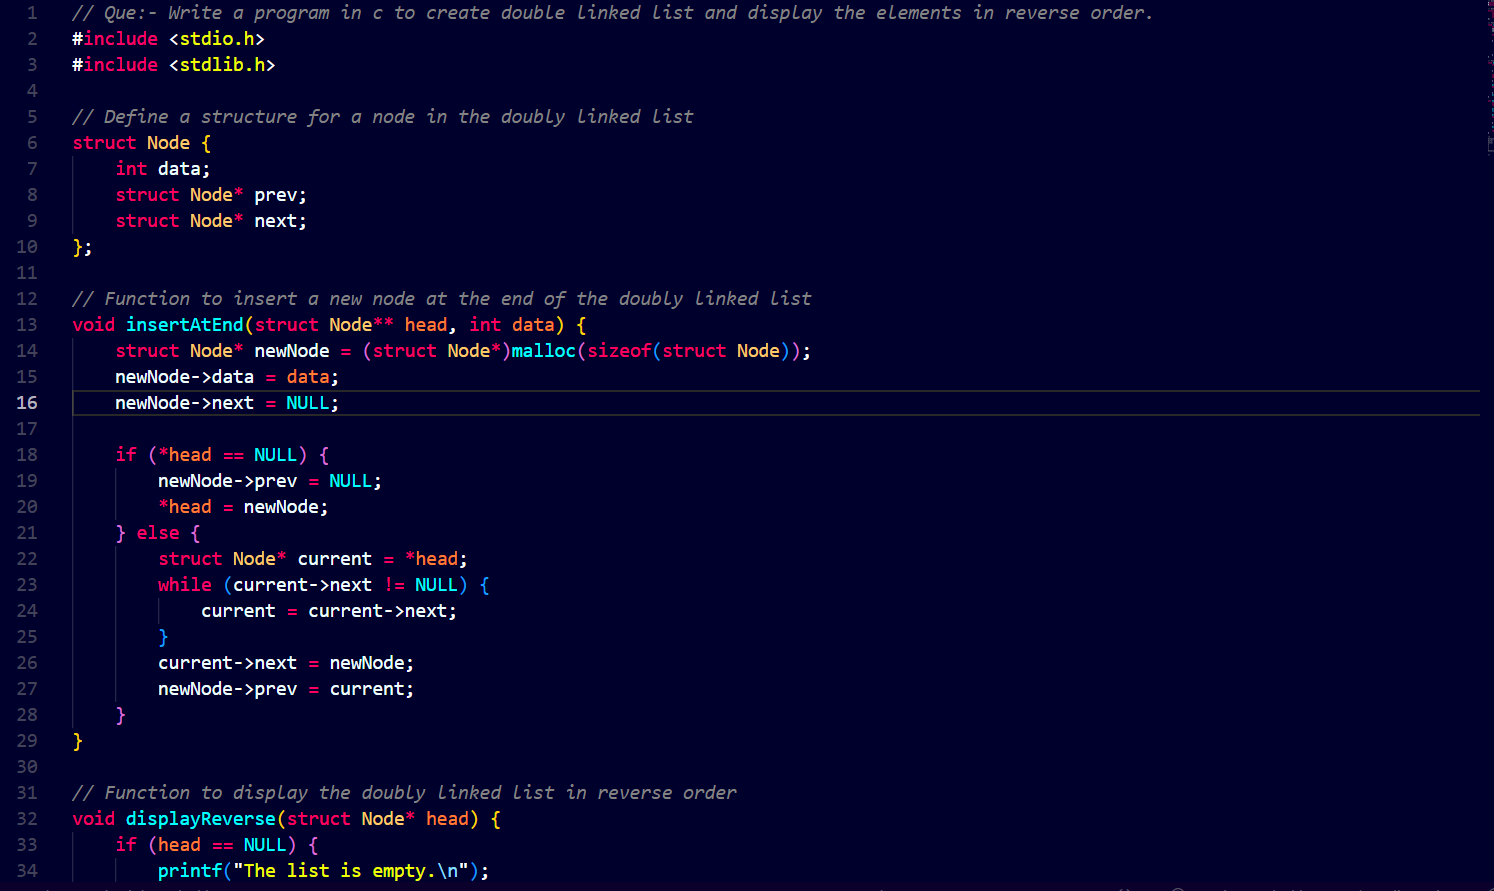 1 // Que:- Write a program in c to create double linked list and display the elements in reverse order.
2 #include <stdio.h>
3 #include <stdlib.h>
4
5 // Define a structure for a node in the doubly linked list
6 struct Node {
7     int data;
8     struct Node* prev;
9     struct Node* next;
10 };
11
12 // Function to insert a new node at the end of the doubly linked list
13 void insertAtEnd(struct Node** head, int data) {
14     struct Node* newNode = (struct Node*)malloc(sizeof(struct Node));
15     newNode->data = data;
16     newNode->next = NULL;
17
18     if (*head == NULL) {
19         newNode->prev = NULL;
20         *head = newNode;
21     } else {
22         struct Node* current = *head;
23         while (current->next != NULL) {
24             current = current->next;
25         }
26         current->next = newNode;
27         newNode->prev = current;
28     }
29 }
30
31 // Function to display the doubly linked list in reverse order
32 void displayReverse(struct Node* head) {
33     if (head == NULL) {
34         printf("The list is empty.\n");